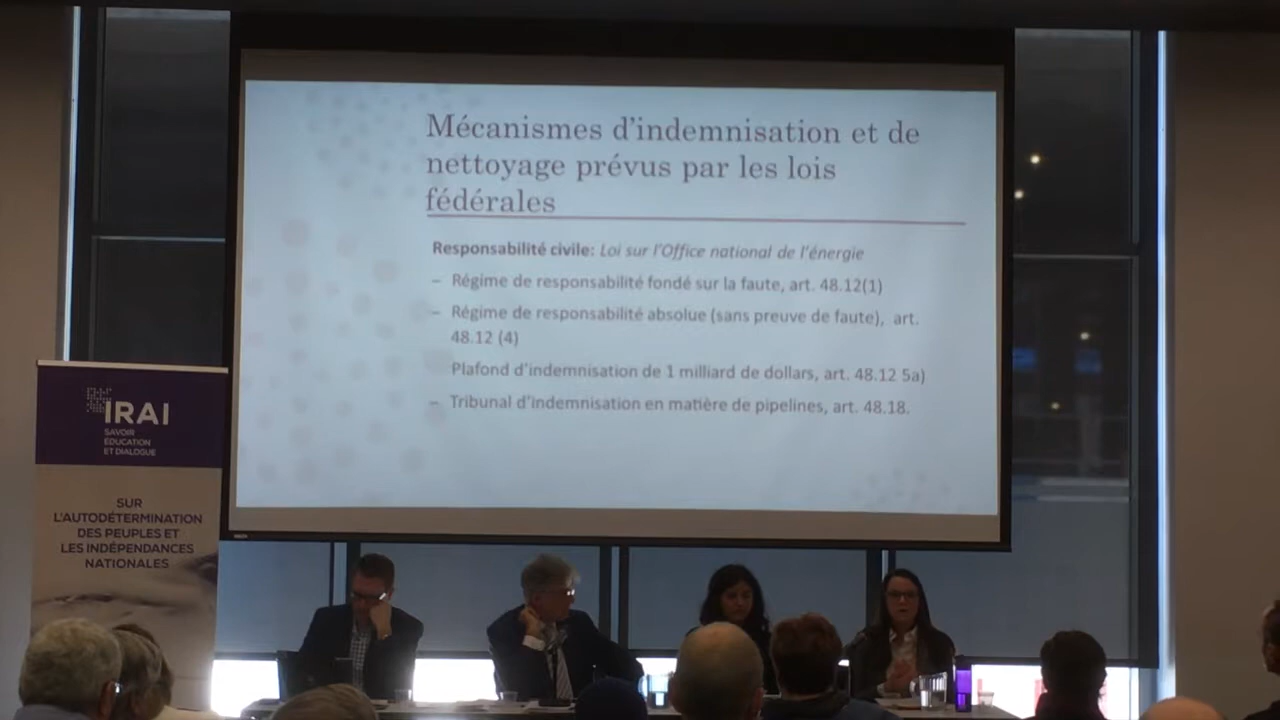 Mécanismes d'indemnisation et de
nettoyage prévus par les lois
fédérales
Responsabilité civile: Loi sur l'Office national de l'énergie
– Régime de responsabilité fondé sur la faute, art. 48.12(1)
– Régime de responsabilité absolue (sans preuve de faute), art.
48.12 (4)
Plafond d'indemnisation de 1 milliard de dollars, art. 48.12 5a)
– Tribunal d'indemnisation en matière de pipelines, art. 48.18.
IRAI
SAVOIR
ÉDUCATION
ET DIALOGUE
SUR
L'AUTODÉTERMINATION
DES PEUPLES ET
LES INDÉPENDANCES
NATIONALES